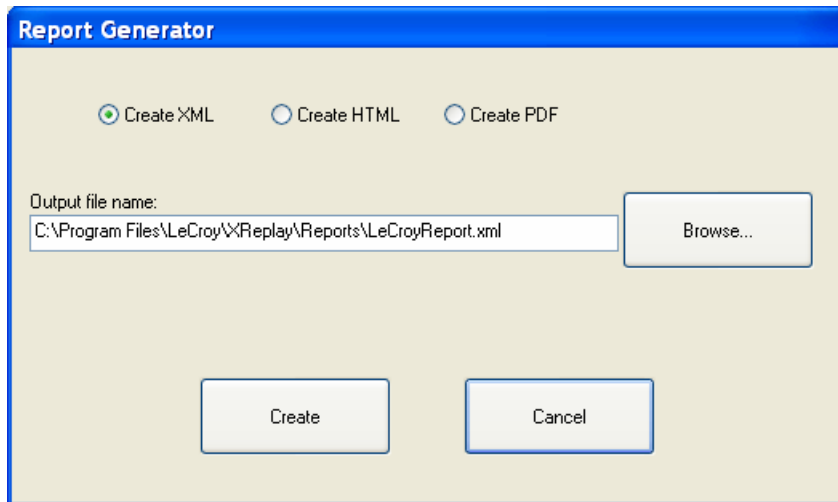 Report Generator
Create XML Create HTML Create PDF
Output file name:
C:\Program Files\LeCroy\XReplay\Reports\LeCroyReport.xml
Browse...
Create Cancel